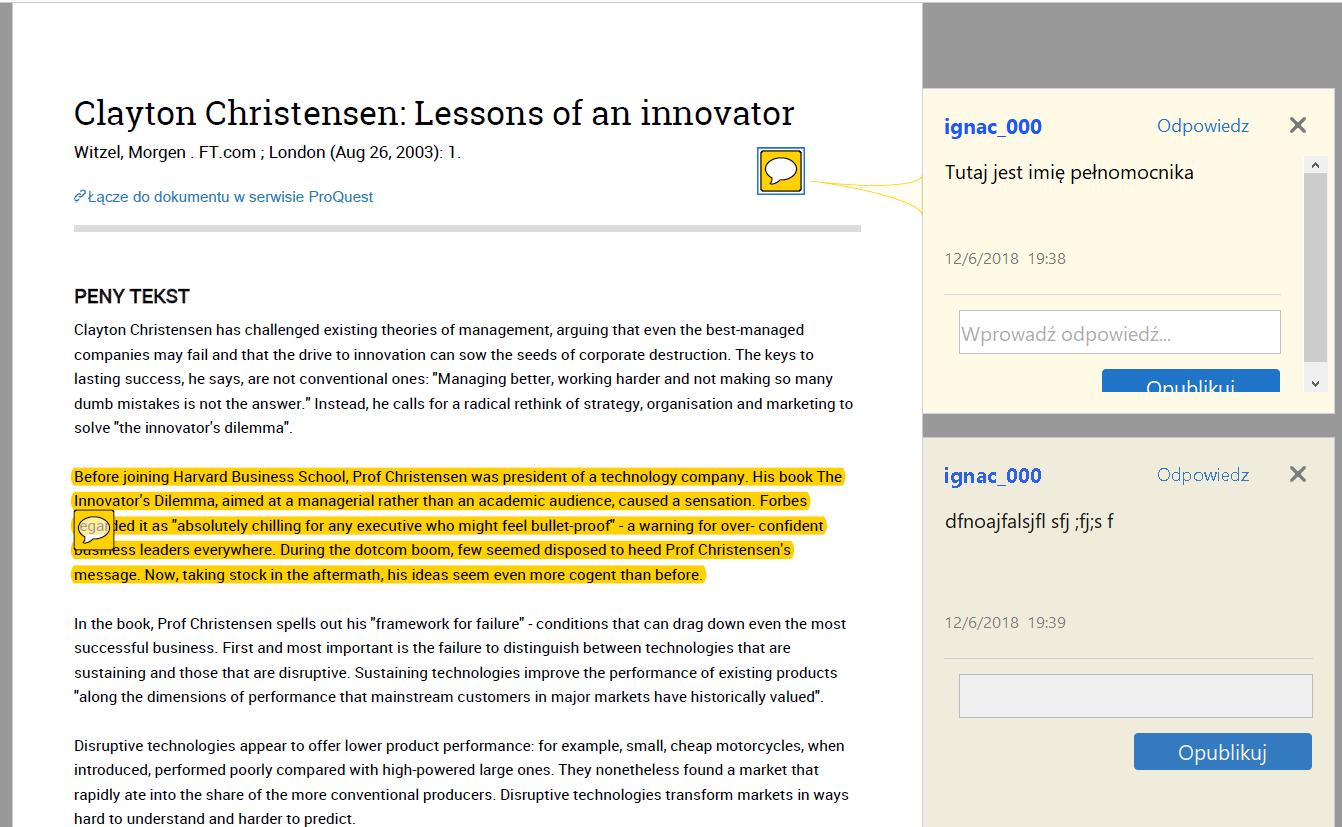 Clayton Christensen: Lessons of an innovator
Witzel, Morgen . FT.com ; London (Aug 26, 2003): 1.
Łącze do dokumentu w serwisie ProQuest
PENY TEKST
Clayton Christensen has challenged existing theories of management, arguing that even the best-managed
companies may fail and that the drive to innovation can sow the seeds of corporate destruction. The keys to
lasting success, he says, are not conventional ones: "Managing better, working harder and not making so many
dumb mistakes is not the answer." Instead, he calls for a radical rethink of strategy, organisation and marketing to
solve "the innovator's dilemma".
Before joining Harvard Business School, Prof Christensen was president of a technology company. His book The
Innovator's Dilemma, aimed at a managerial rather than an academic audience, caused a sensation. Forbes
regarded it as "absolutely chilling for any executive who might feel bullet-proof" - a warning for over- confident
business leaders everywhere. During the dotcom boom, few seemed disposed to heed Prof Christensen's
message. Now, taking stock in the aftermath, his ideas seem even more cogent than before.
In the book, Prof Christensen spells out his "framework for failure" - conditions that can drag down even the most
successful business. First and most important is the failure to distinguish between technologies that are
sustaining and those that are disruptive. Sustaining technologies improve the performance of existing products
"along the dimensions of performance that mainstream customers in major markets have historically valued".
Disruptive technologies appear to offer lower product performance: for example, small, cheap motorcycles, when
introduced, performed poorly compared with high-powered large ones. They nonetheless found a market that
rapidly ate into the share of the more conventional producers. Disruptive technologies transform markets in ways
hard to understand and harder to predict.
ignac_000 Odpowiedz
Tutaj jest imię pełnomocnika
12/6/2018 19:38
Wprowadź odpowiedź...
Opublikuj
ignac_000 Odpowiedz
dfnoajfalsjfl sfj ;fj;s f
12/6/2018 19:39
Opublikuj